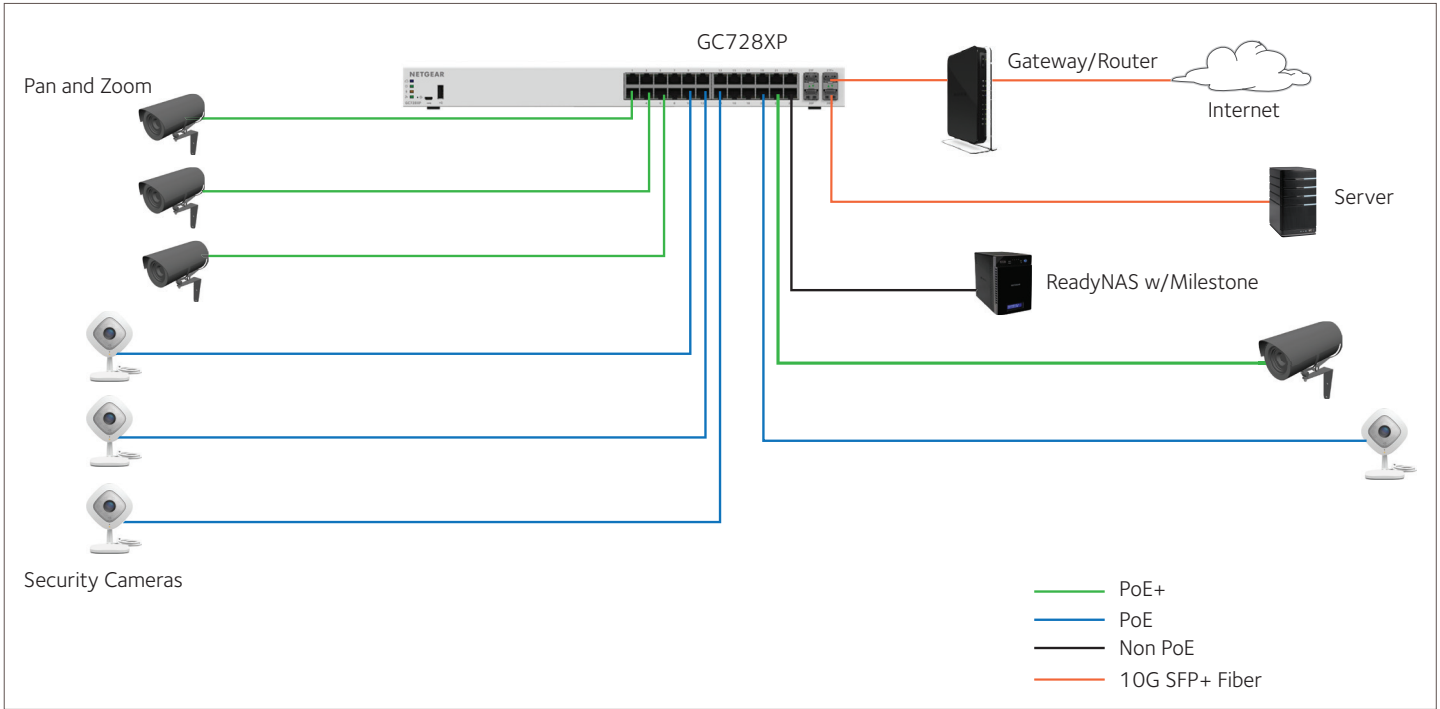 GC728XP
Gateway/Router
Internet
Pan and Zoom
NETGEAR
Server
ReadyNAS w/Milestone
Security Cameras
PoE+
PoE
Non PoE
10G SFP+ Fiber